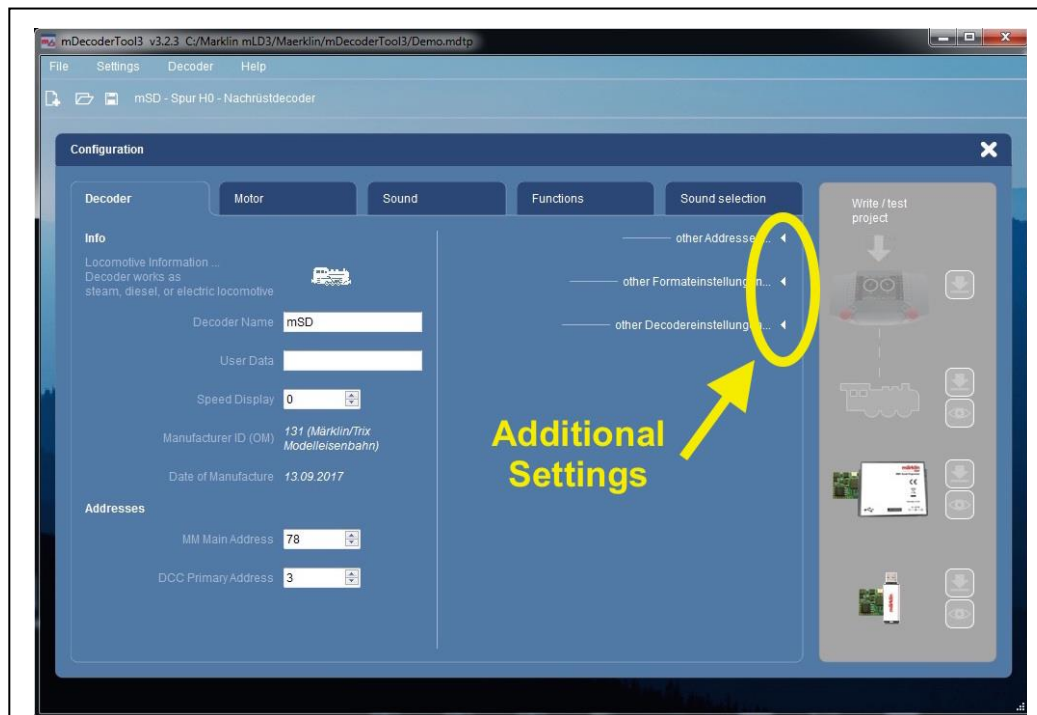 mDecoderTool3 v3.2.3 C:/Marklin mLD3/Maerklin/mDecoderTool3/Demo.mdtp
File Settings Decoder Help
mSD - Spur H0 - Nachrüstdecoder
Configuration
Decoder Motor Sound Functions Sound selection
Write / test
project
Info
Locomotive Information ...
Decoder works as
steam, diesel, or electric locomotive
Decoder Name mSD
User Data
Speed Display 0
Manufacturer ID (OM) 131 (Märklin/Trix
Modelleisenbahn)
Date of Manufacture 13.09.2017
Addresses
MM Main Address 78
DCC Primary Address 3
other Addressen...
other Formateinstellungen...
other Decodereinstellungen...
Additional
Settings
märklin
CE
märklin